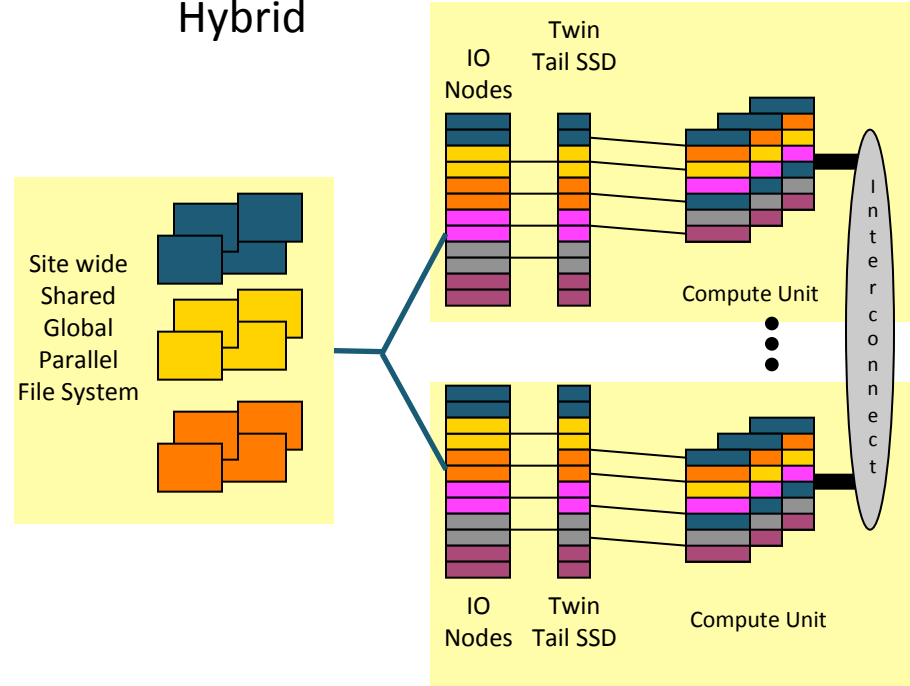 Hybrid
IO
Nodes
Twin
Tail SSD
Compute Unit
Site wide
Shared
Global
Parallel
File System
Interconnect
IO
Nodes
Twin
Tail SSD
Compute Unit